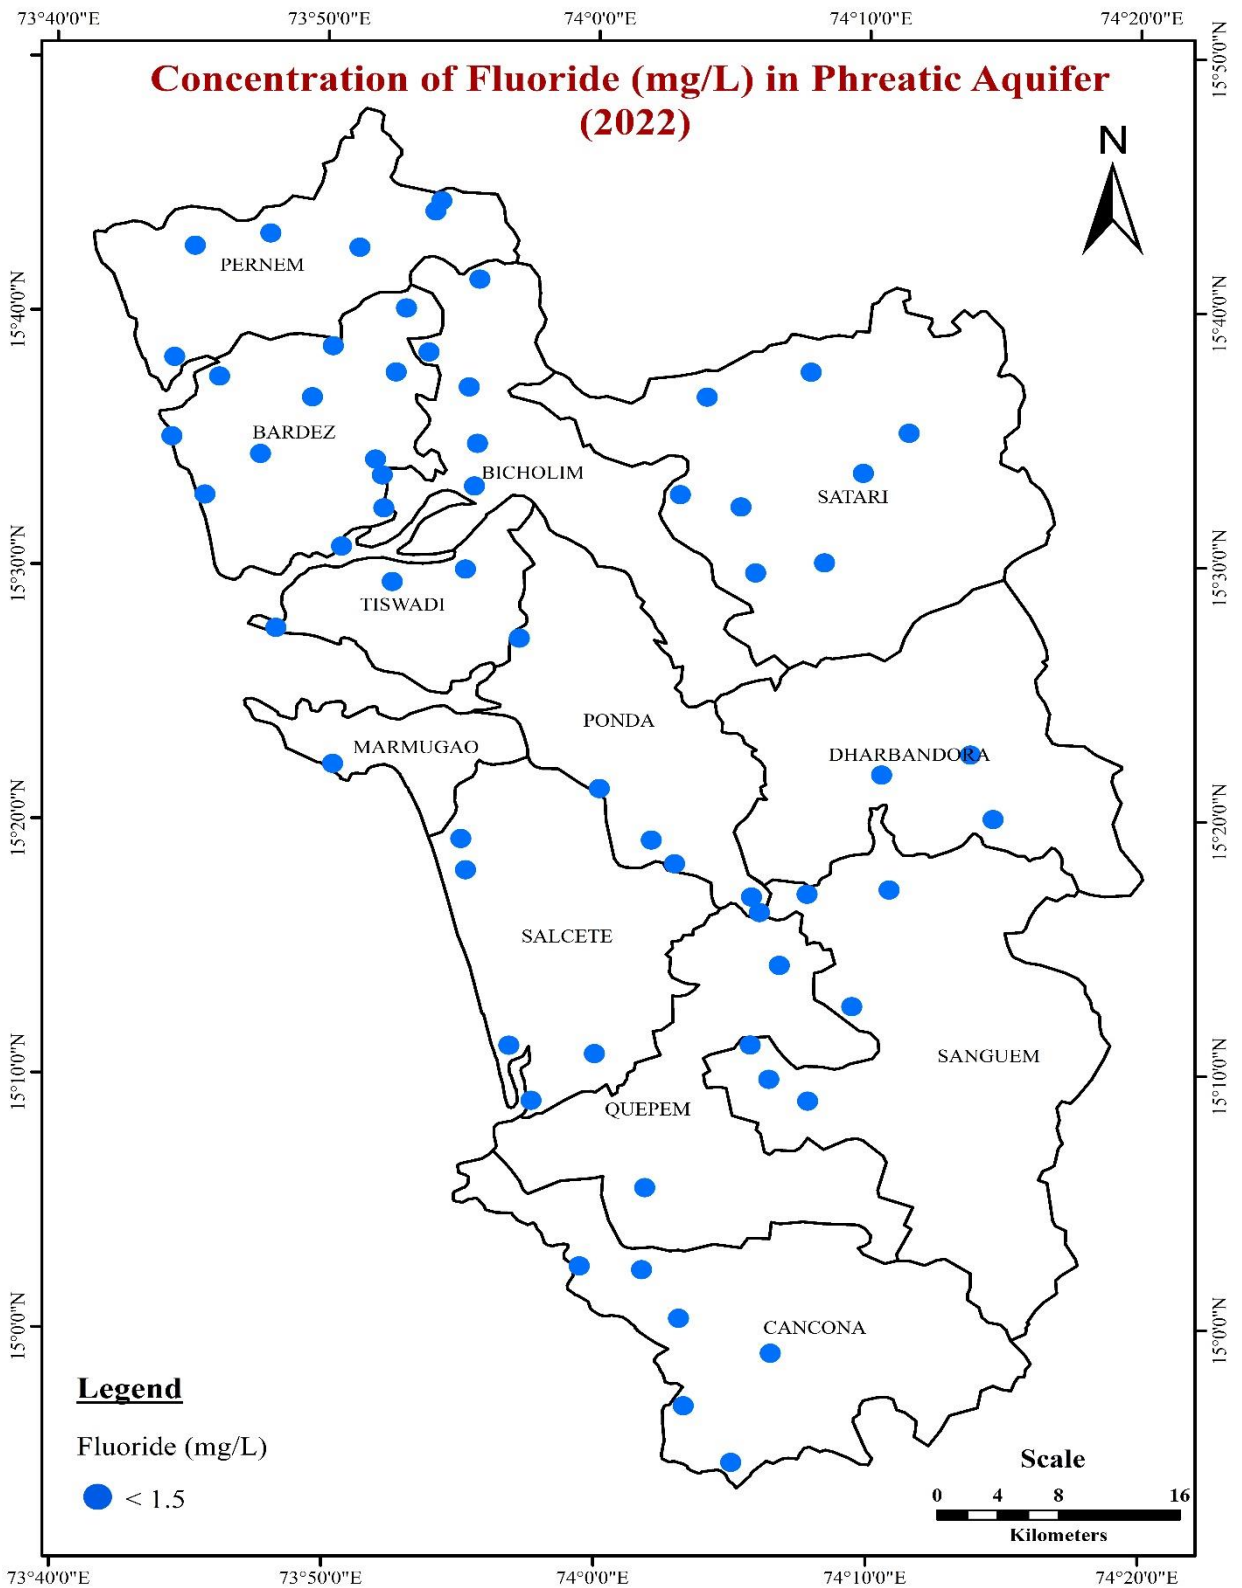 73°40'0"E 73°50'0"E 74°0'0"E 74°10'0"E 74°20'0"E
Concentration of Fluoride (mg/L) in Phreatic Aquifer
(2022)
15°50'0"N
N
PERNEM
15°40'0"N 15°40'0"N
BARDEZ
BICHOLIM
SATARI
15°30'0"N 15°30'0"N
TISWADI
PONDA
MARMUGAO
DHARBANDORA
15°20'0"N 15°20'0"N
SALCETE
SANGUEM
15°10'0"N 15°10'0"N
QUEPEM
CANCONA
15°0'0"N 15°0'0"N
Legend
Fluoride (mg/L)
< 1.5
Scale
0 4 8 16
Kilometers
73°40'0"E 73°50'0"E 74°0'0"E 74°10'0"E 74°20'0"E